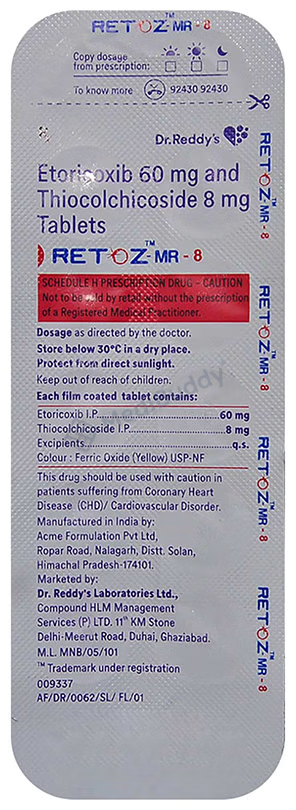 RETOZ™-MR - 8
Copy dosage
from prescription:
To know more 92430 92430
Dr.Reddy's
Etoricoxib 60 mg and
Thiocolchicoside 8 mg
Tablets
RETOZ™-MR - 8
SCHEDULE H PRESCRIPTION DRUG – CAUTION
Not to be sold by retail without the prescription
of a Registered Medical Practitioner.
Dosage as directed by the doctor.
Store below 30°C in a dry place.
Protect from direct sunlight.
Keep out of reach of children.
Each film coated tablet contains:
Etoricoxib I.P.......................................60 mg
Thiocolchicoside I.P.............................8 mg
Excipients..............................................q.s.
Colour : Ferric Oxide (Yellow) USP-NF
This drug should be used with caution in
patients suffering from Coronary Heart
Disease (CHD)/ Cardiovascular Disorder.
Manufactured in India by:
Acme Formulation Pvt Ltd,
Ropar Road, Nalagarh, Distt. Solan,
Himachal Pradesh-174101.
Marketed by:
Dr. Reddy's Laboratories Ltd.,
Compound HLM Management
Services (P) LTD. 11th KM Stone
Delhi-Meerut Road, Duhai, Ghaziabad.
M.L. MNB/05/101
™ Trademark under registration
009337
AF/DR/0062/SL/ FL/01
RETOZ™-MR - 8
RETOZ™-MR - 8
RETOZ™-MR - 8
RETOZ™-MR - 8